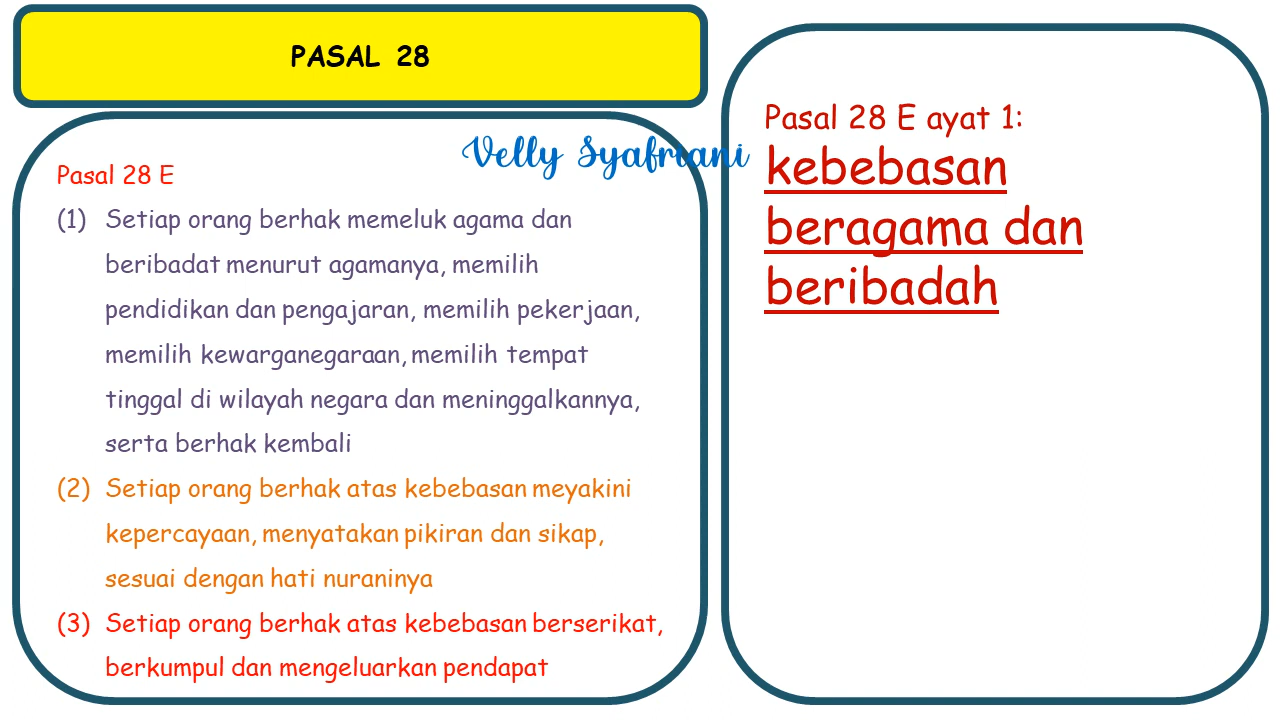 PASAL 28
Velly Syafriani
Pasal 28 E
(1) Setiap orang berhak memeluk agama dan
beribadat menurut agamanya, memilih
pendidikan dan pengajaran, memilih pekerjaan,
memilih kewarganegaraan, memilih tempat
tinggal di wilayah negara dan meninggalkannya,
serta berhak kembali
(2) Setiap orang berhak atas kebebasan meyakini
kepercayaan, menyatakan pikiran dan sikap,
sesuai dengan hati nuraninya
(3) Setiap orang berhak atas kebebasan berserikat,
berkumpul dan mengeluarkan pendapat
Pasal 28 E ayat 1:
kebebasan
beragama dan
beribadah